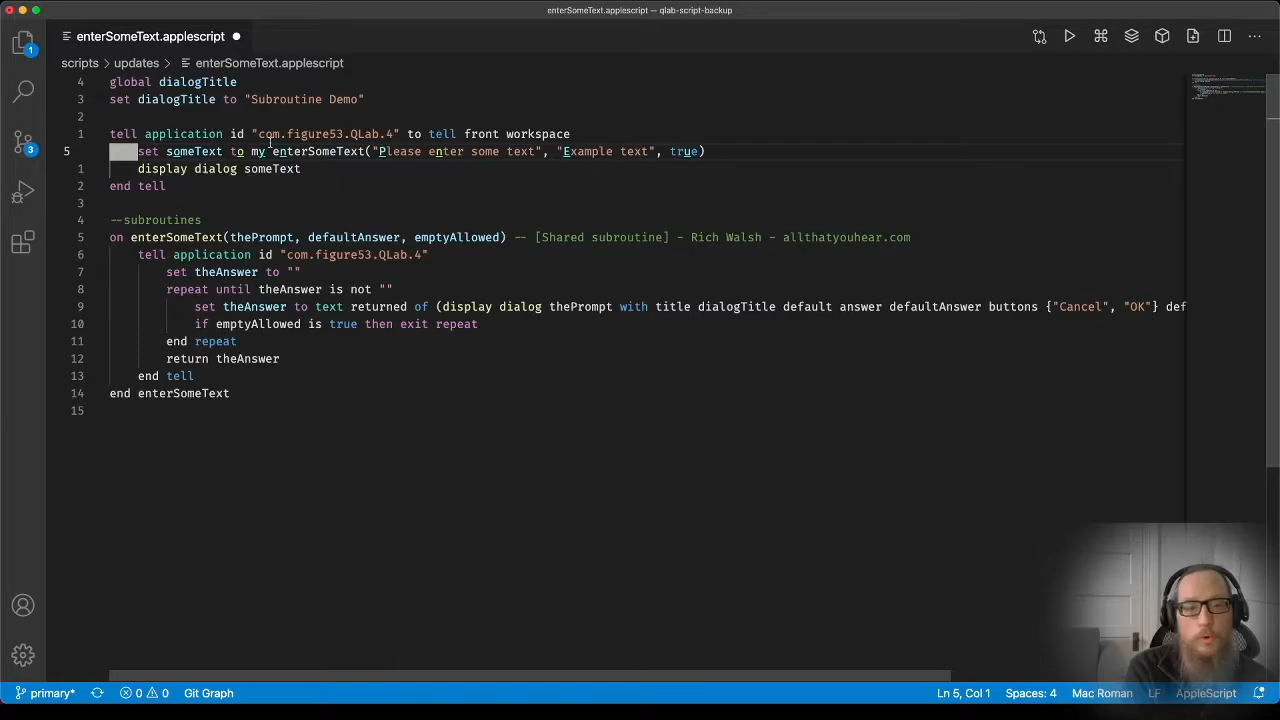 enterSomeText.applescript — qlab-script-backup
enterSomeText.applescript
scripts > updates > enterSomeText.applescript
1
3
4 global dialogTitle
3 set dialogTitle to "Subroutine Demo"
2
1 tell application id "com.figure53.QLab.4" to tell front workspace
5 set someText to my enterSomeText("Please enter some text", "Example text", true)
1 display dialog someText
2 end tell
3
4 --subroutines
5 on enterSomeText(thePrompt, defaultAnswer, emptyAllowed) -- [Shared subroutine] - Rich Walsh - allthatyouhear.com
6 tell application id "com.figure53.QLab.4"
7 set theAnswer to ""
8 repeat until theAnswer is not ""
9 set theAnswer to text returned of (display dialog thePrompt with title dialogTitle default answer defaultAnswer buttons {"Cancel", "OK"} def
10 if emptyAllowed is true then exit repeat
11 end repeat
12 return theAnswer
13 end tell
14 end enterSomeText
15
primary* 0 0 Git Graph Ln 5, Col 1 Spaces: 4 Mac Roman LF AppleScript